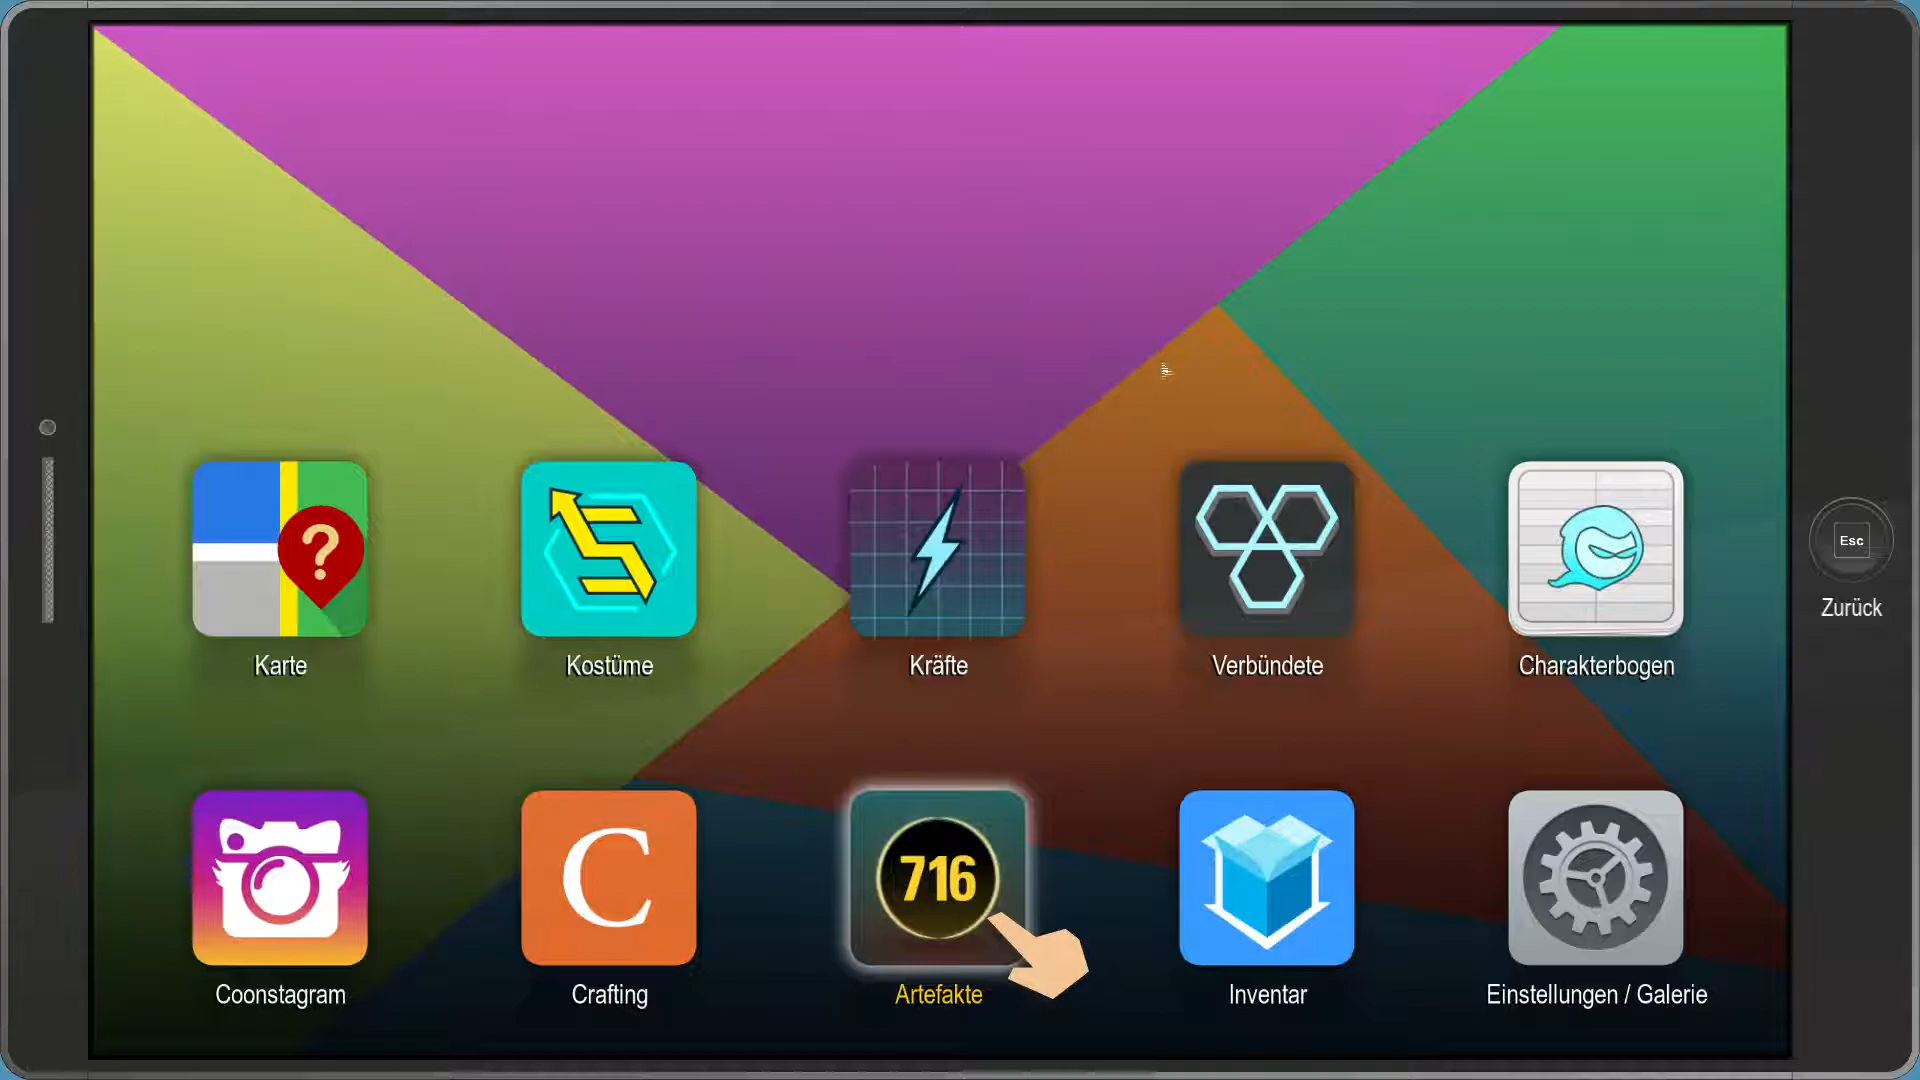 ?
Karte
Kostüme
Kräfte
Verbündete
Charakterbogen
Esc
Zurück
C
716
Coonstagram
Crafting
Artefakte
Inventar
Einstellungen / Galerie